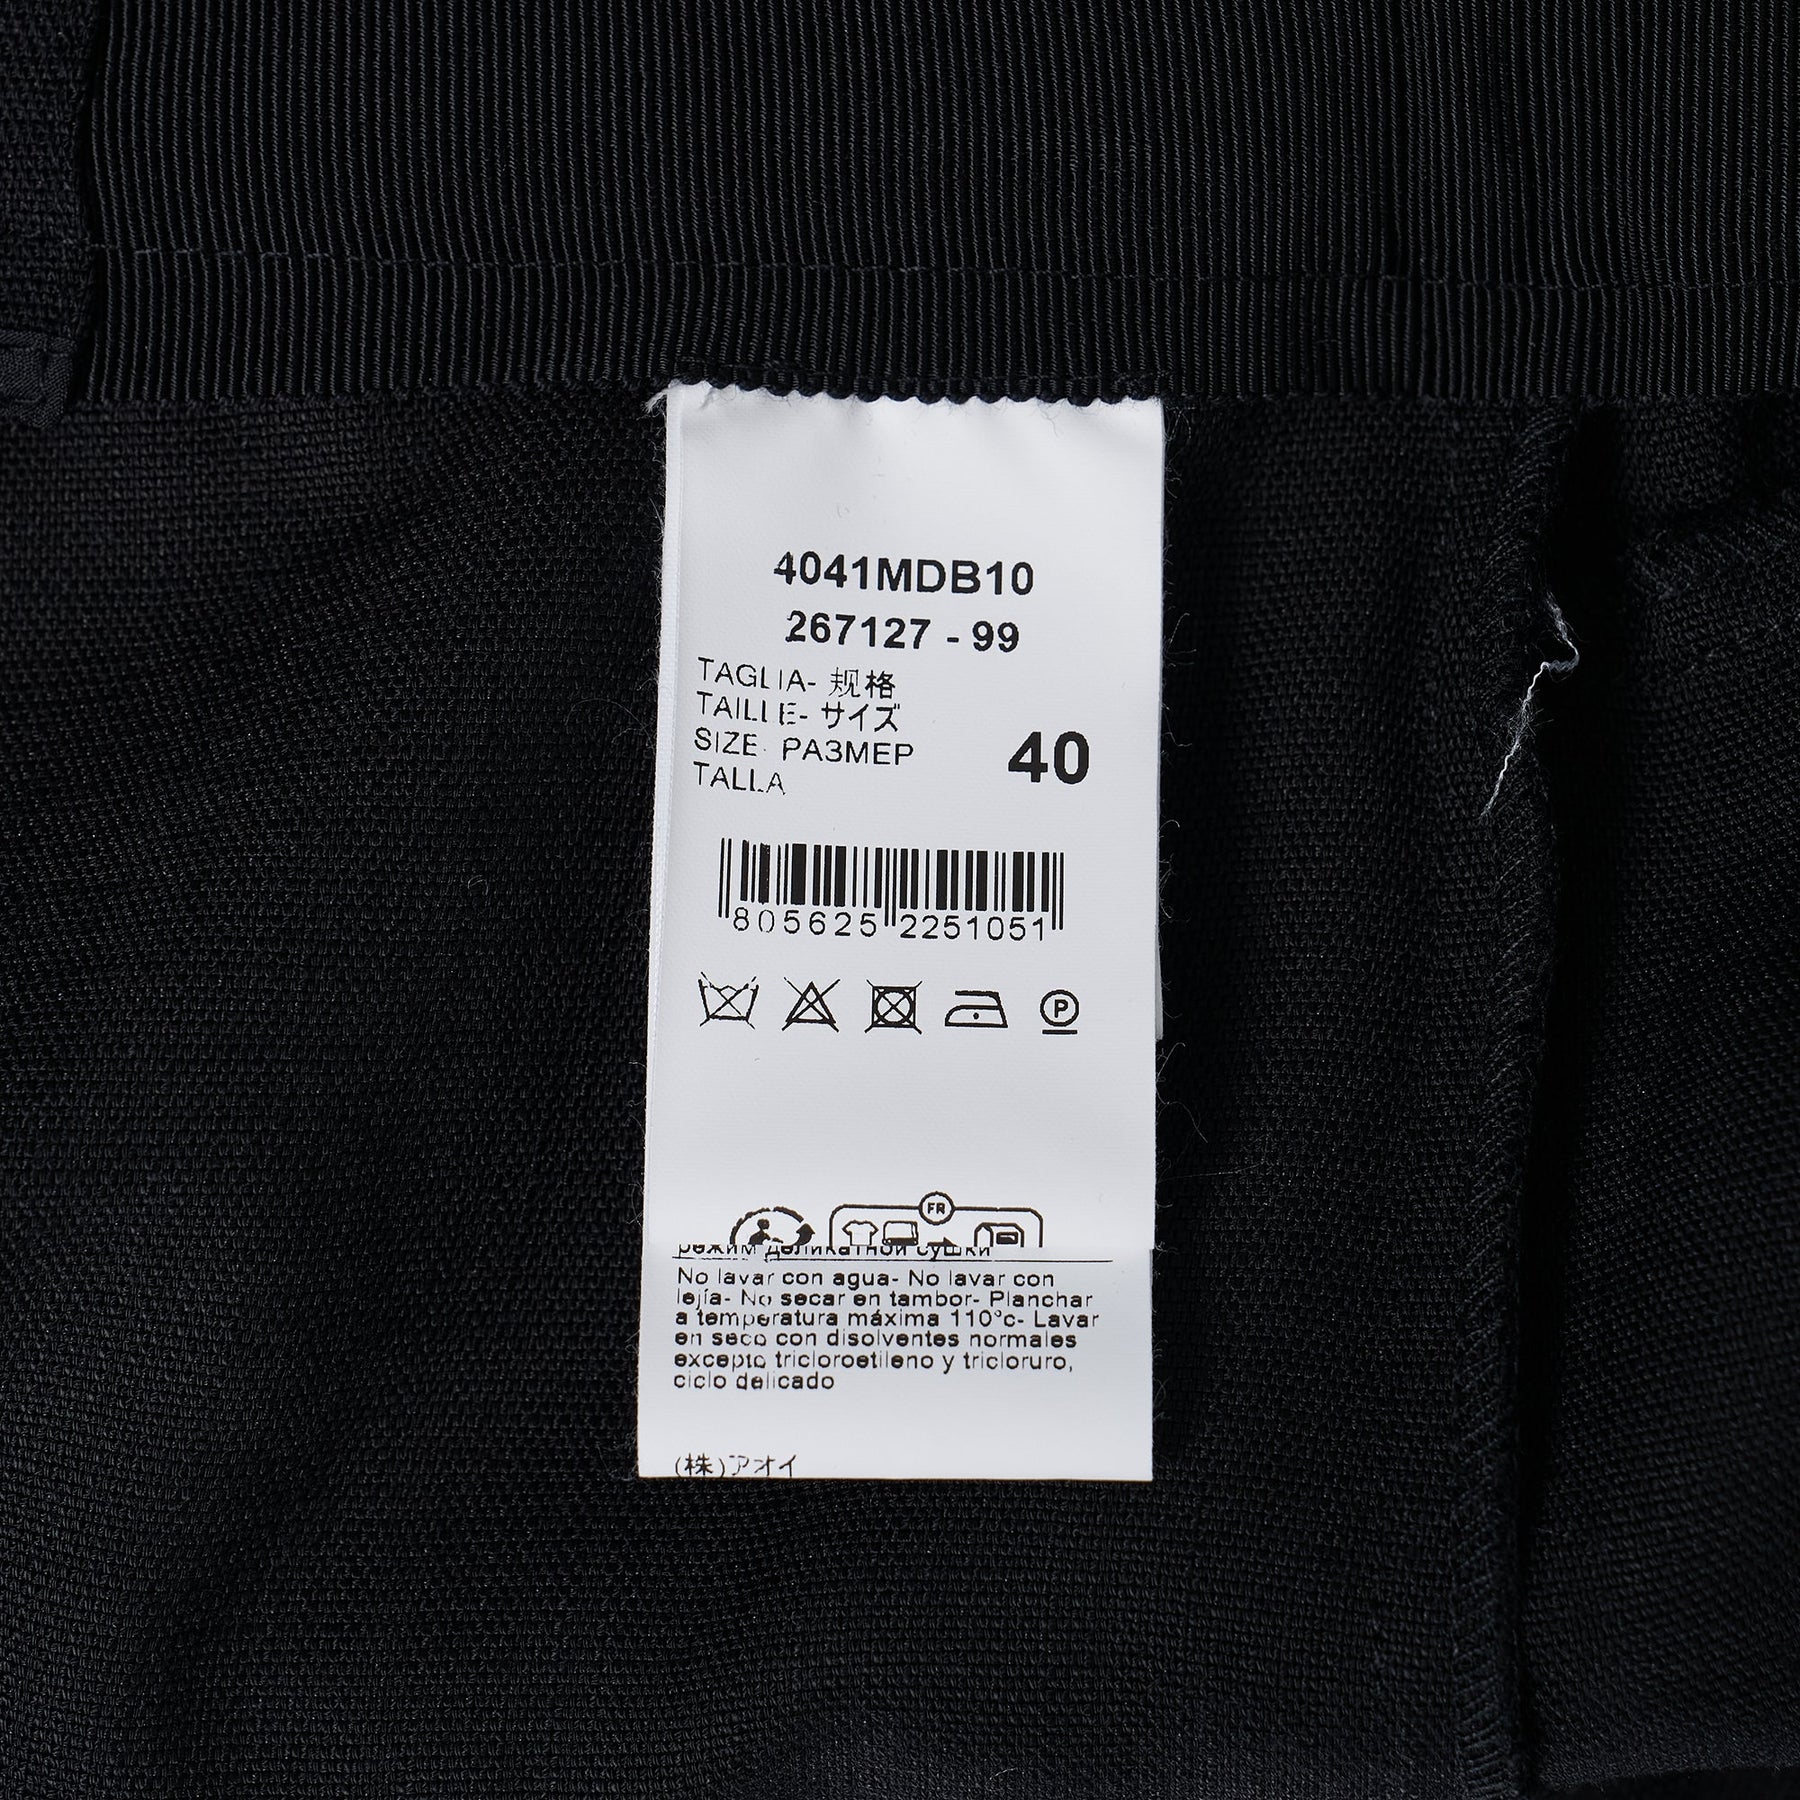 4041MDB10
267127 - 99
TAGLIA- 规格
TAILLE- サイズ
SIZE- РАЗМЕР
TALLA
40
805625 2251051
P
FR
режим деликатной сушки
No lavar con agua- No lavar con
lejía- No secar en tambor- Planchar
a temperatura máxima 110°c- Lavar
en seco con disolventes normales
excepto tricloroetileno y tricloruro,
ciclo delicado
(株)アオイ